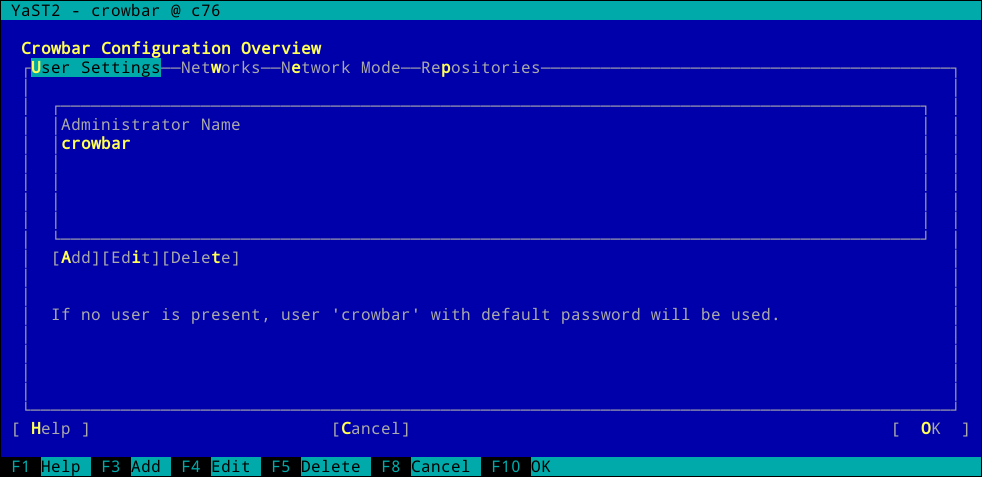 YaST2 - crowbar @ c76
Crowbar Configuration Overview
User Settings Networks Network Mode Repositories
Administrator Name
crowbar
[Add][Edit][Delete]
If no user is present, user 'crowbar' with default password will be used.
[ Help ] [Cancel] [ OK ]
F1 Help F3 Add F4 Edit F5 Delete F8 Cancel F10 OK